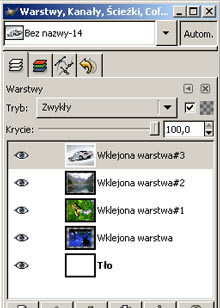 Warstwy, Kanały, Ścieżki, Cof...
Bez nazwy-14
Autom.
Warstwy
Tryb: Zwykły
Krycie: 100,0
Wklejona warstwa#3
Wklejona warstwa#2
Wklejona warstwa#1
Wklejona warstwa
Tło